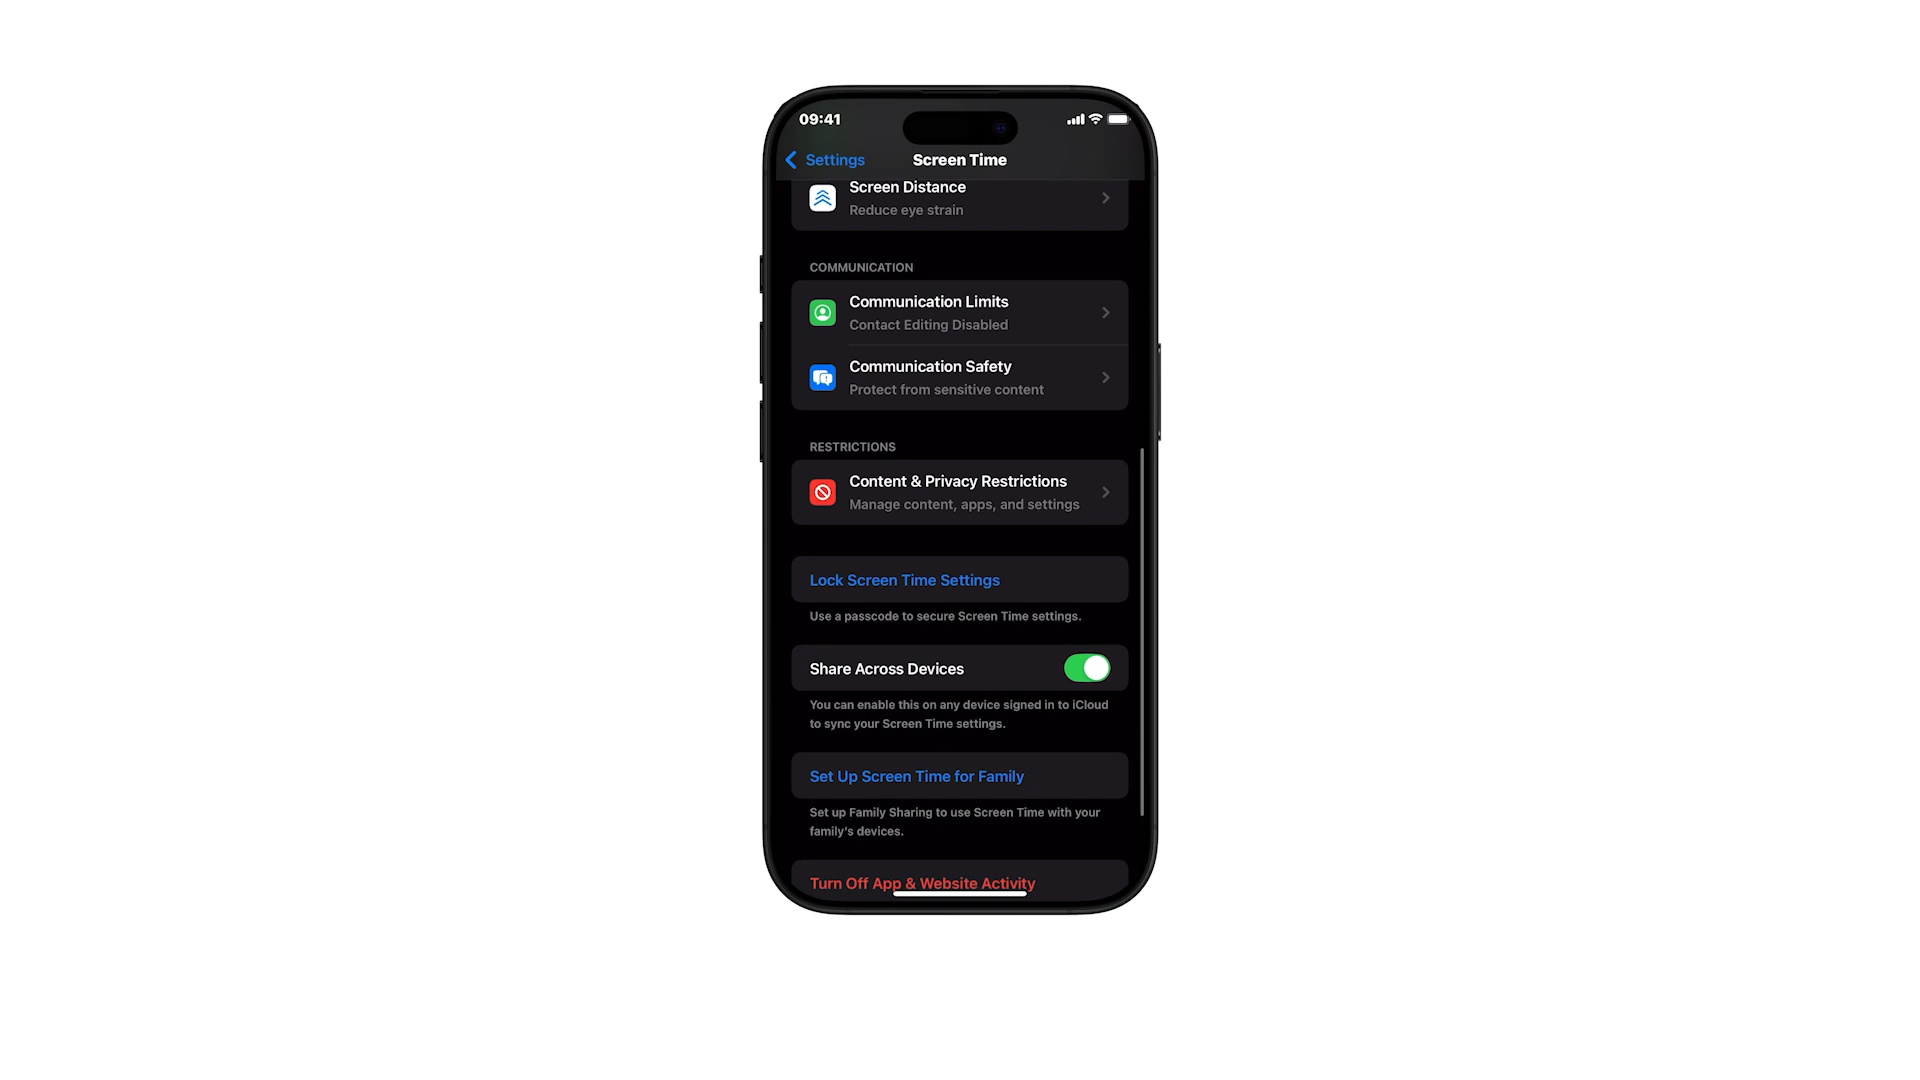 09:41
Settings
Screen Time
Screen Distance
Reduce eye strain
COMMUNICATION
Communication Limits
Contact Editing Disabled
Communication Safety
Protect from sensitive content
RESTRICTIONS
Content & Privacy Restrictions
Manage content, apps, and settings
Lock Screen Time Settings
Use a passcode to secure Screen Time settings.
Share Across Devices
You can enable this on any device signed in to iCloud
to sync your Screen Time settings.
Set Up Screen Time for Family
Set up Family Sharing to use Screen Time with your
family's devices.
Turn Off App & Website Activity